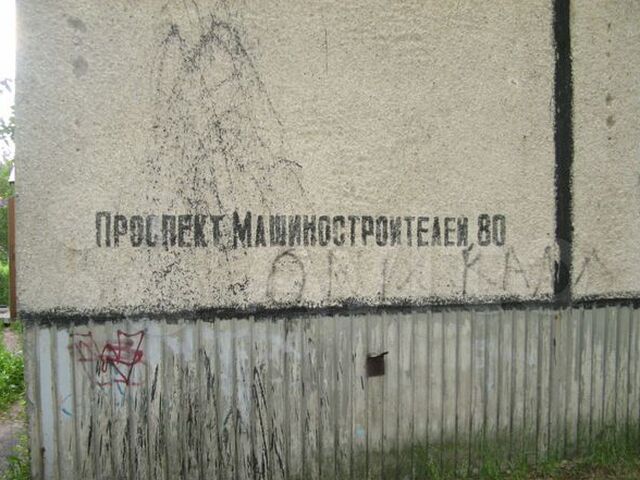 Проспект Машиностроителей 80